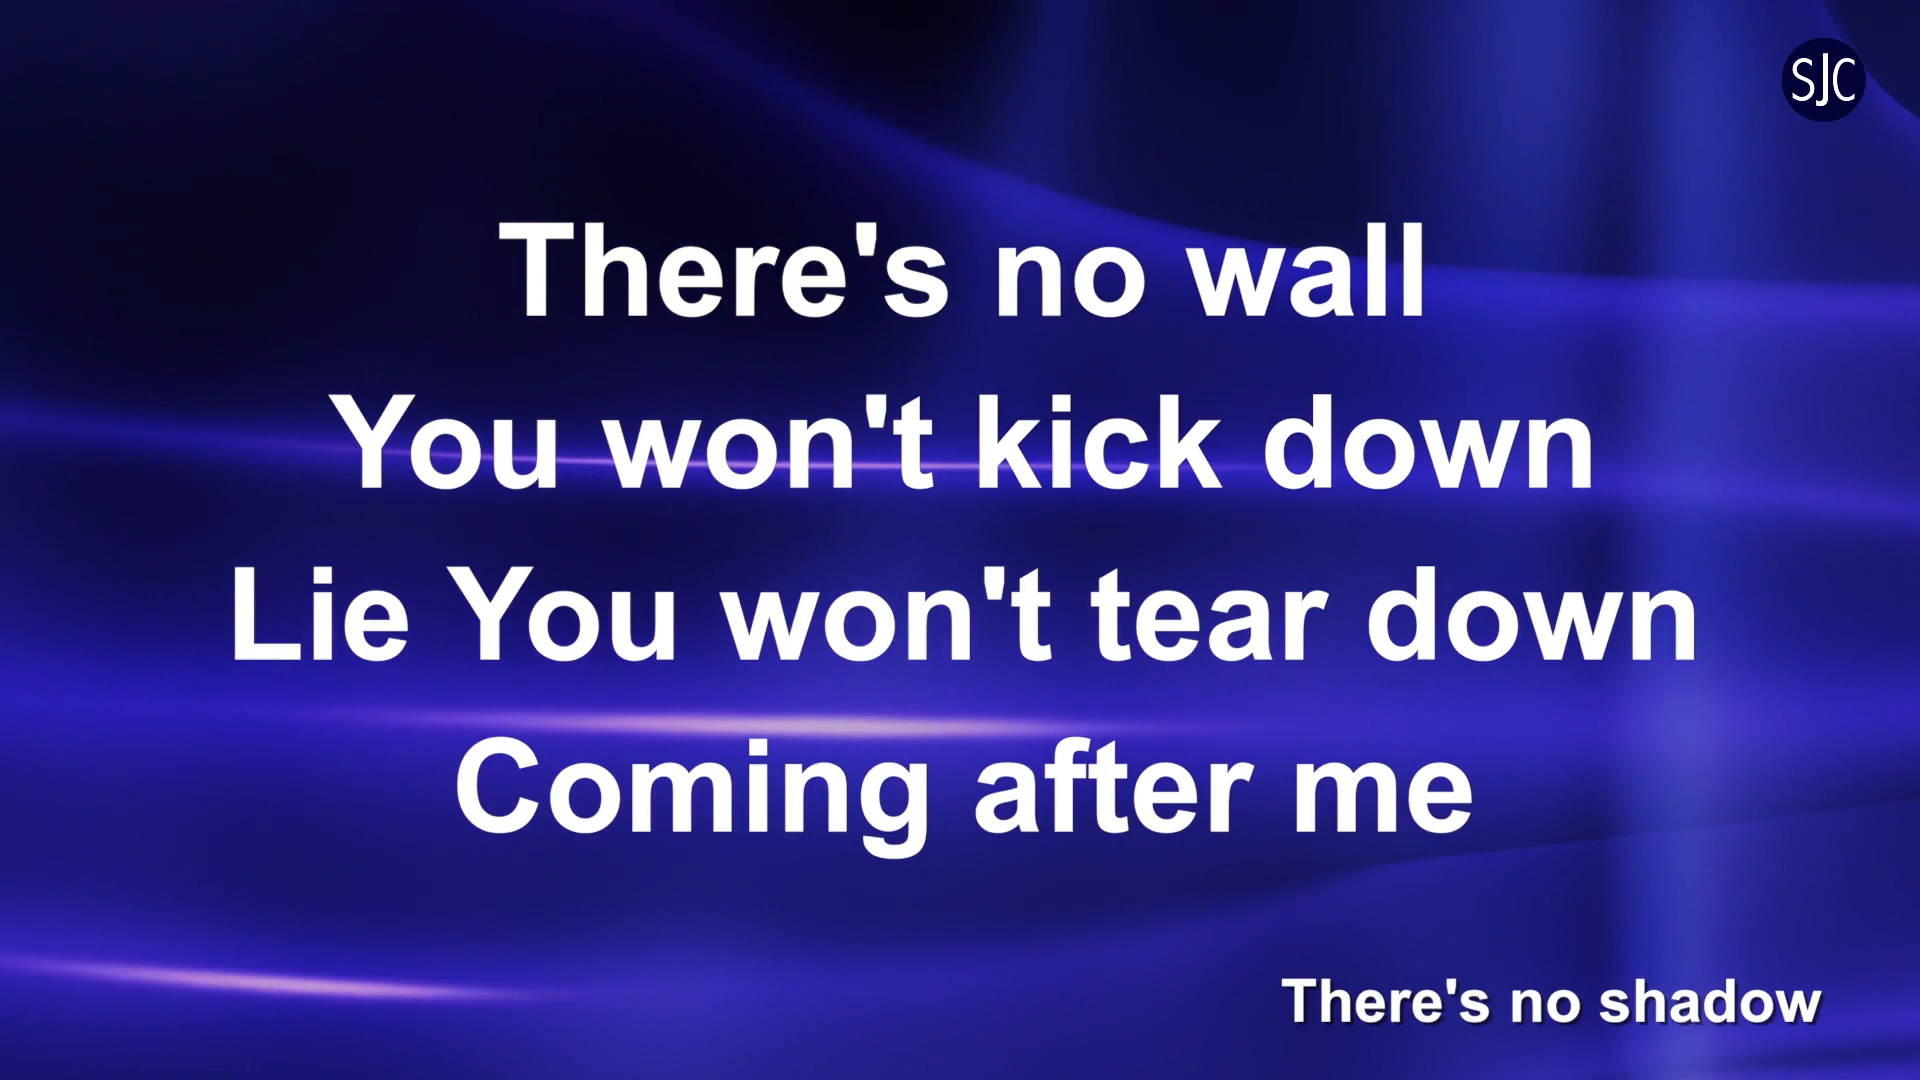 SJC
There's no wall
You won't kick down
Lie You won't tear down
Coming after me
There's no shadow